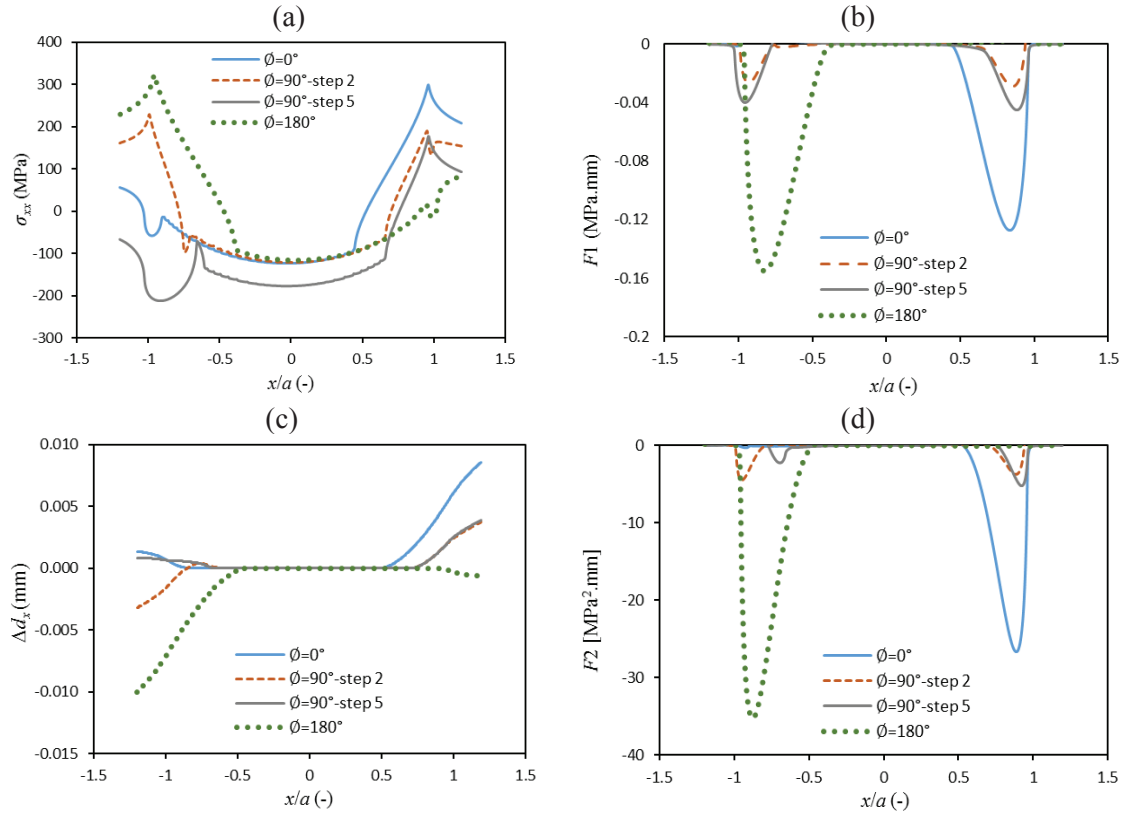 (a)
400
300
200
100
0
-100
-200
-300
-1.5
-1
-0.5
0
0.5
1
1.5
σxx (MPa)
x/a (-)
Ø=0°
Ø=90°-step 2
Ø=90°-step 5
Ø=180°
(b)
0
-0.04
-0.08
-0.12
-0.16
-0.2
-1.5
-1
-0.5
0
0.5
1
1.5
F1 (MPa.mm)
x/a (-)
Ø=0°
Ø=90°-step 2
Ø=90°-step 5
Ø=180°
(c)
0.010
0.005
0.000
-0.005
-0.010
-0.015
-1.5
-1
-0.5
0
0.5
1
1.5
Δdx (mm)
x/a (-)
Ø=0°
Ø=90°-step 2
Ø=90°-step 5
Ø=180°
(d)
0
-10
-20
-30
-40
-1.5
-1
-0.5
0
0.5
1
1.5
F2 [MPa².mm]
x/a (-)
Ø=0°
Ø=90°-step 2
Ø=90°-step 5
Ø=180°